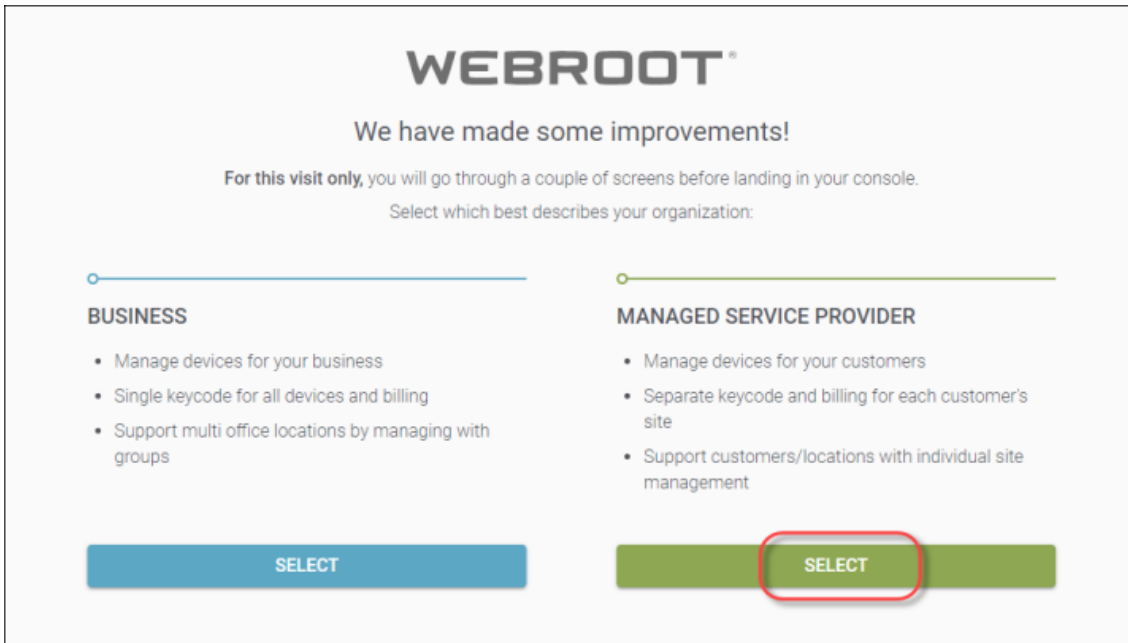 WEBROOT®
We have made some improvements!
For this visit only, you will go through a couple of screens before landing in your console.
Select which best describes your organization:
BUSINESS
• Manage devices for your business
• Single keycode for all devices and billing
• Support multi office locations by managing with
groups
SELECT
MANAGED SERVICE PROVIDER
• Manage devices for your customers
• Separate keycode and billing for each customer's
site
• Support customers/locations with individual site
management
SELECT